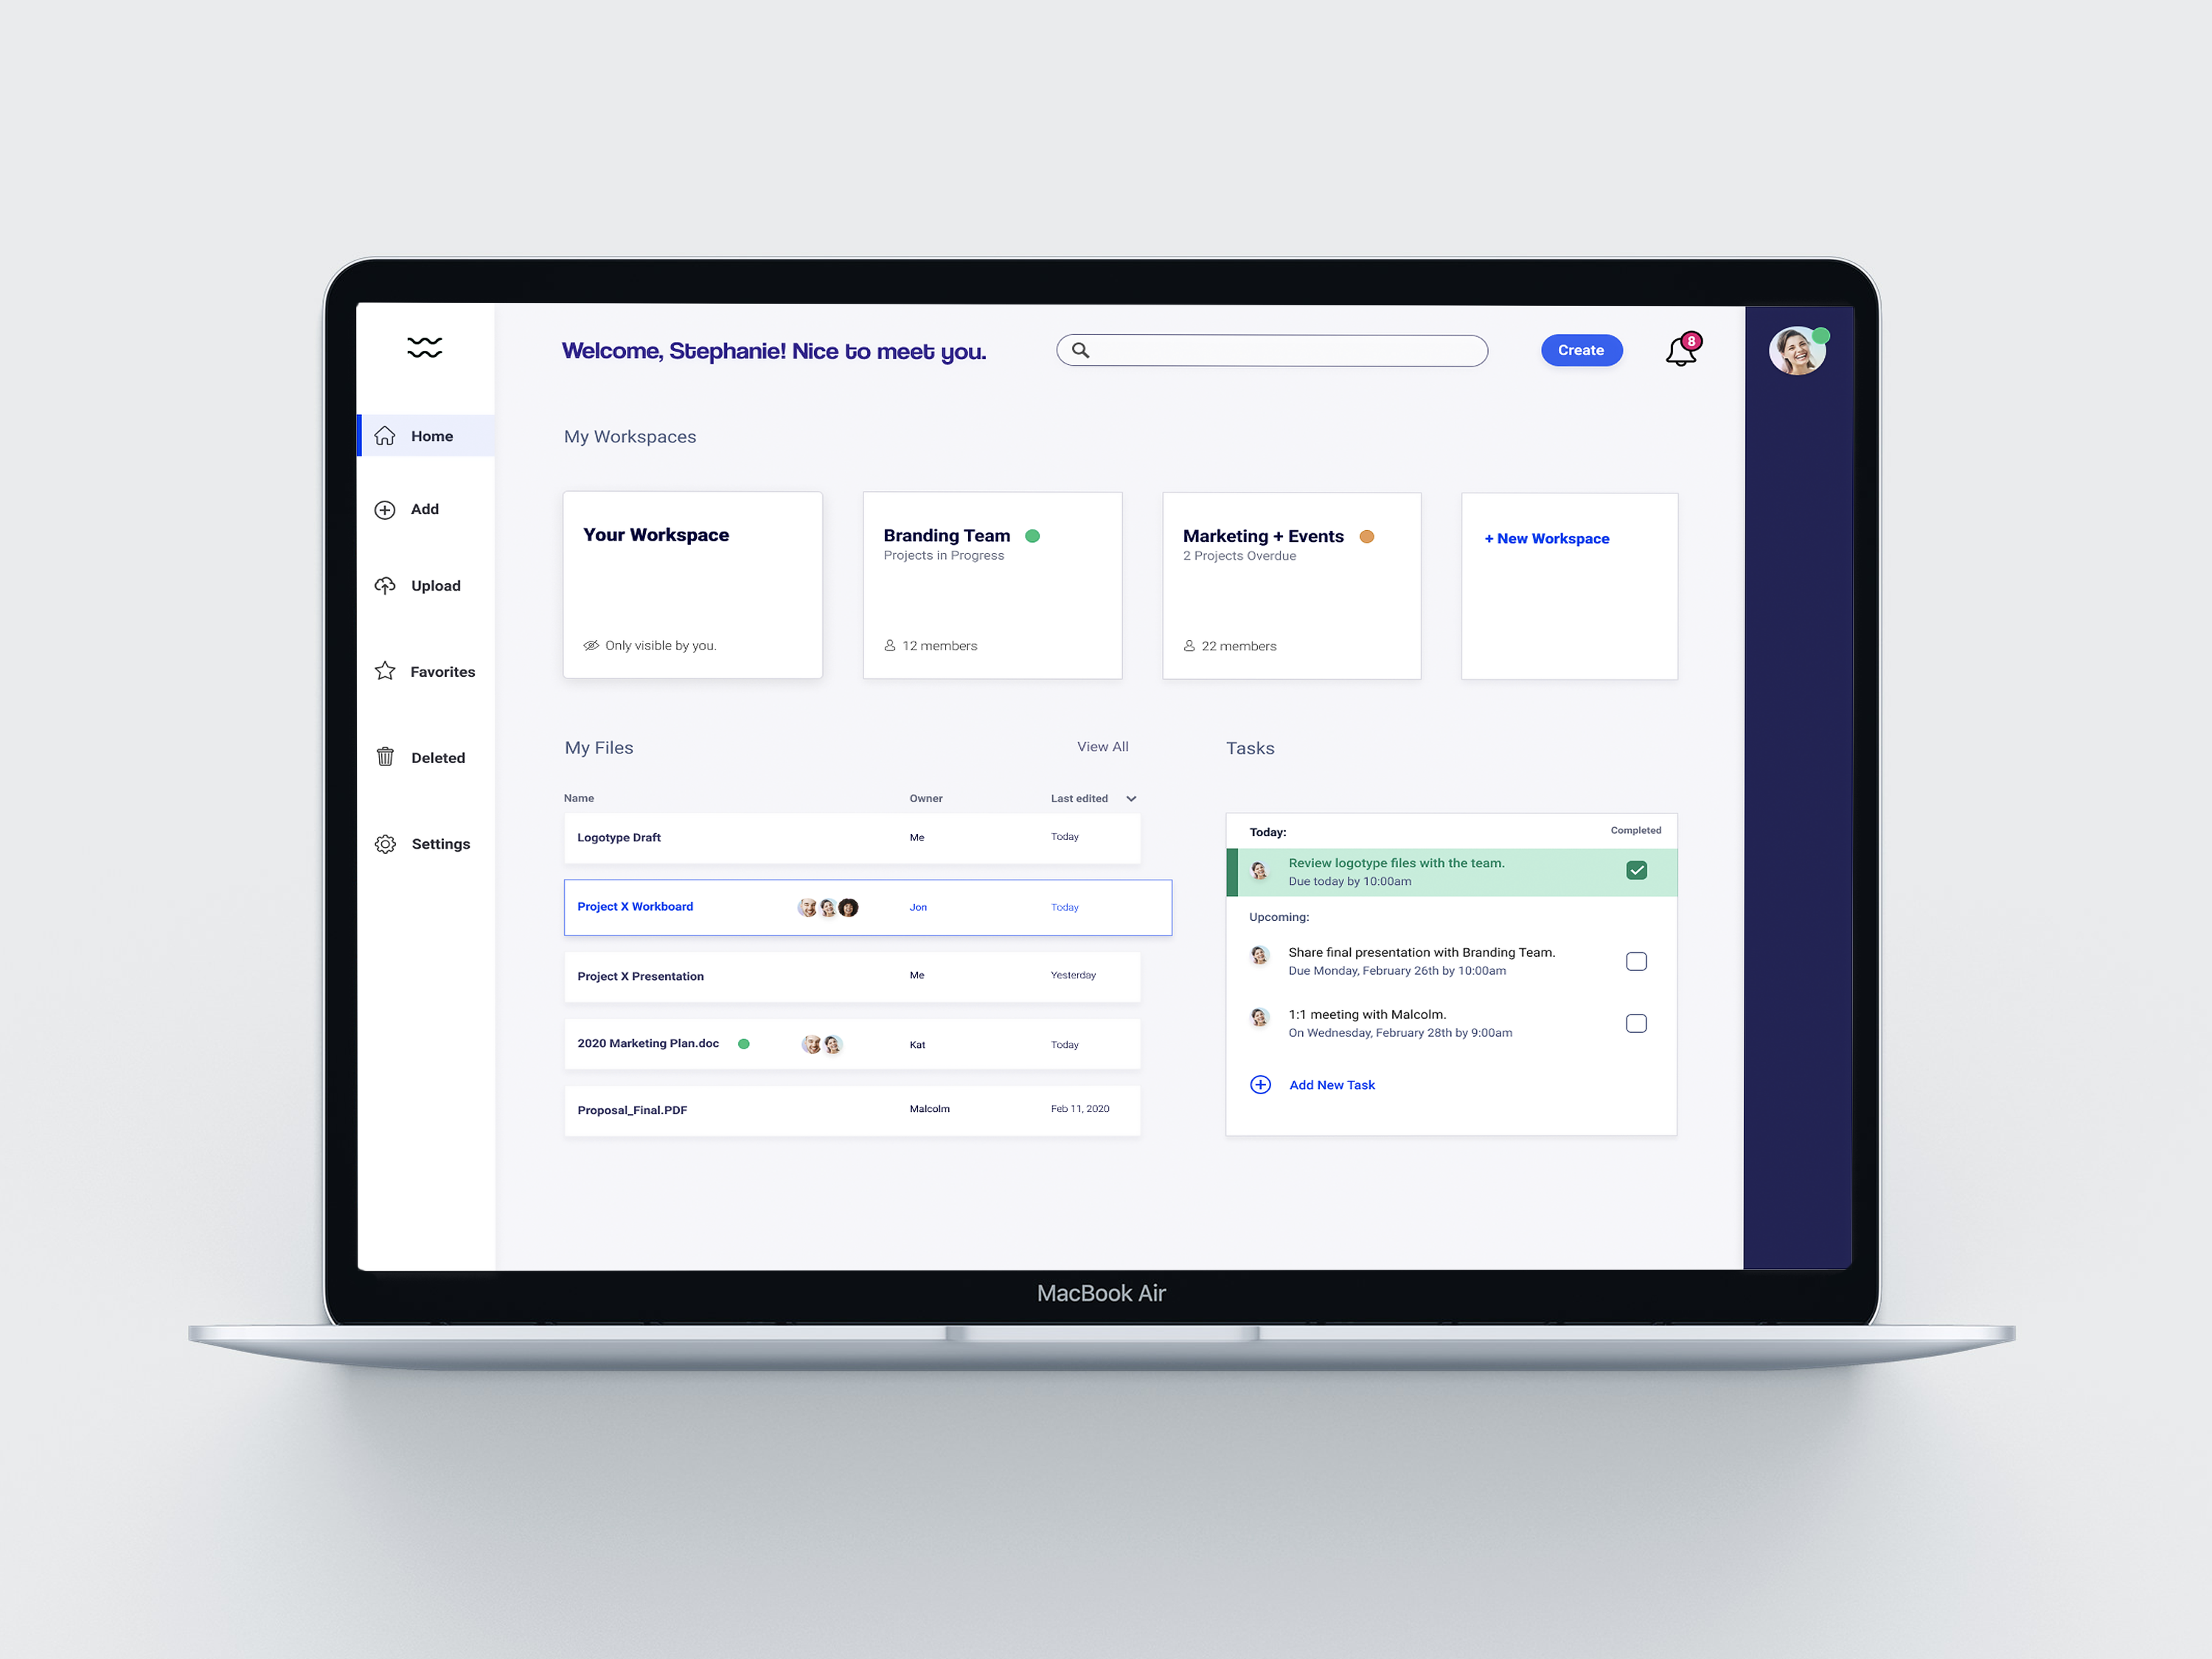 Welcome, Stephanie! Nice to meet you.
Create
8
Home
Add
Upload
Favorites
Deleted
Settings
My Workspaces
Your Workspace
Only visible by you.
Branding Team
Projects in Progress
12 members
Marketing + Events
2 Projects Overdue
22 members
+ New Workspace
My Files
View All
Name
Owner
Last edited
Logotype Draft
Me
Today
Project X Workboard
Jon
Today
Project X Presentation
Me
Yesterday
2020 Marketing Plan.doc
Kat
Today
Proposal_Final.PDF
Malcolm
Feb 11, 2020
Tasks
Today:
Completed
Review logotype files with the team.
Due today by 10:00am
Upcoming:
Share final presentation with Branding Team.
Due Monday, February 26th by 10:00am
1:1 meeting with Malcolm.
On Wednesday, February 28th by 9:00am
Add New Task
MacBook Air